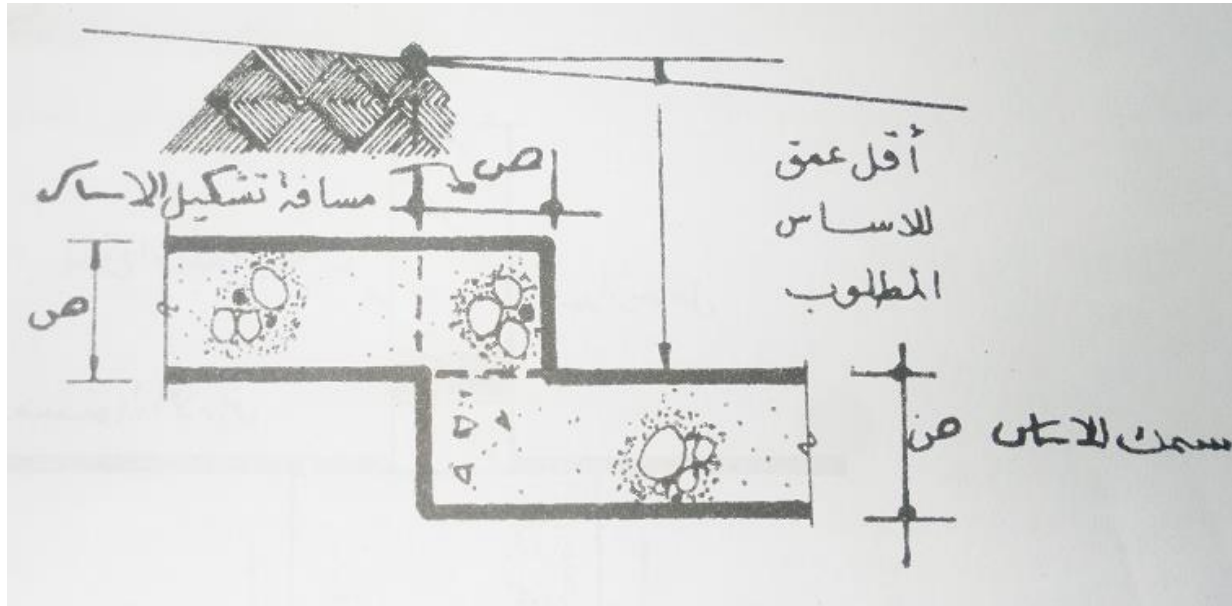 ص
مسافة تشكيل الاساس
ص
أقل عمق
للاساس
المطلوب
سمك الاساس ص